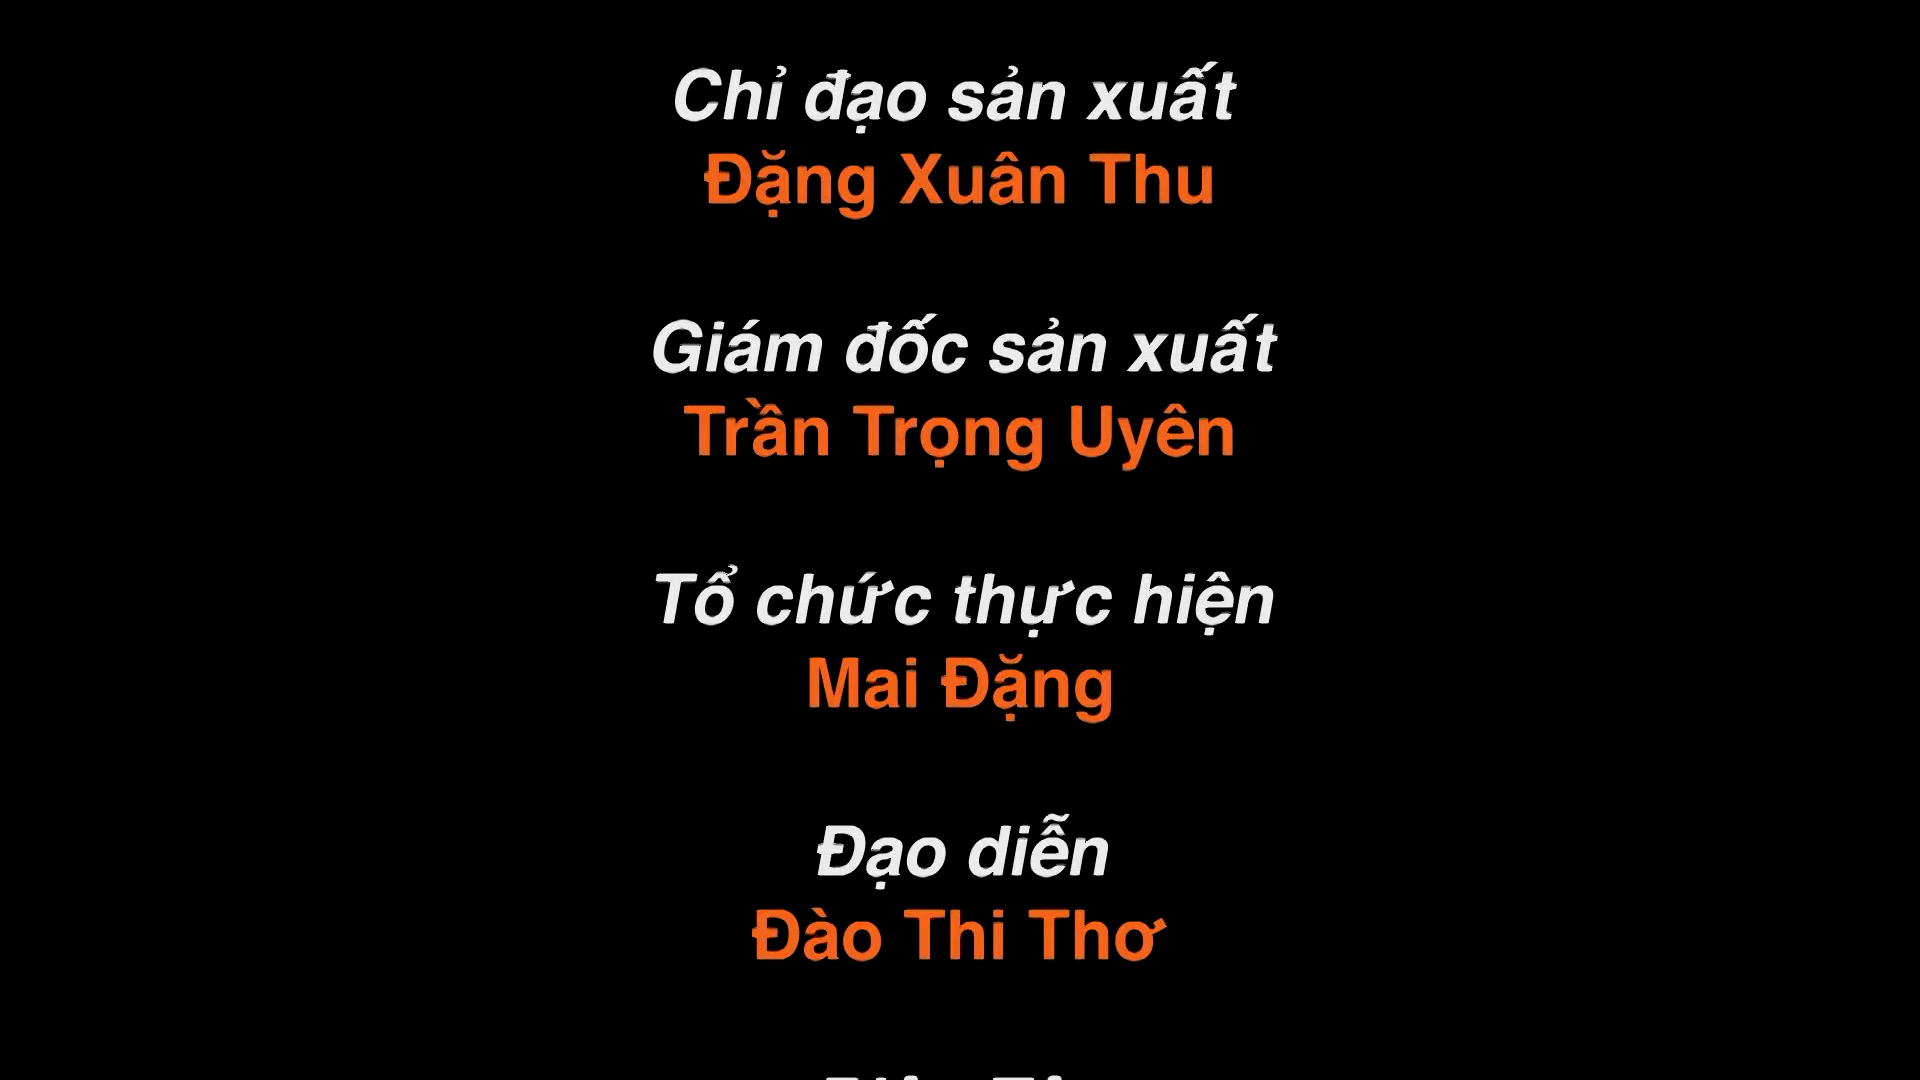 Chỉ đạo sản xuất
Đặng Xuân Thu
Giám đốc sản xuất
Trần Trọng Uyên
Tổ chức thực hiện
Mai Đặng
Đạo diễn
Đào Thi Thơ